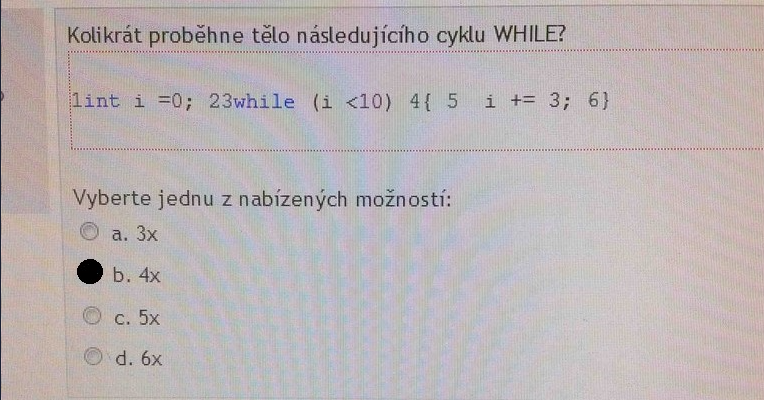 Kolikrát proběhne tělo následujícího cyklu WHILE?
1int i =0; 23while (i <10) 4{ 5 i += 3; 6}
Vyberte jednu z nabízených možností:
a. 3x
b. 4x
c. 5x
d. 6x